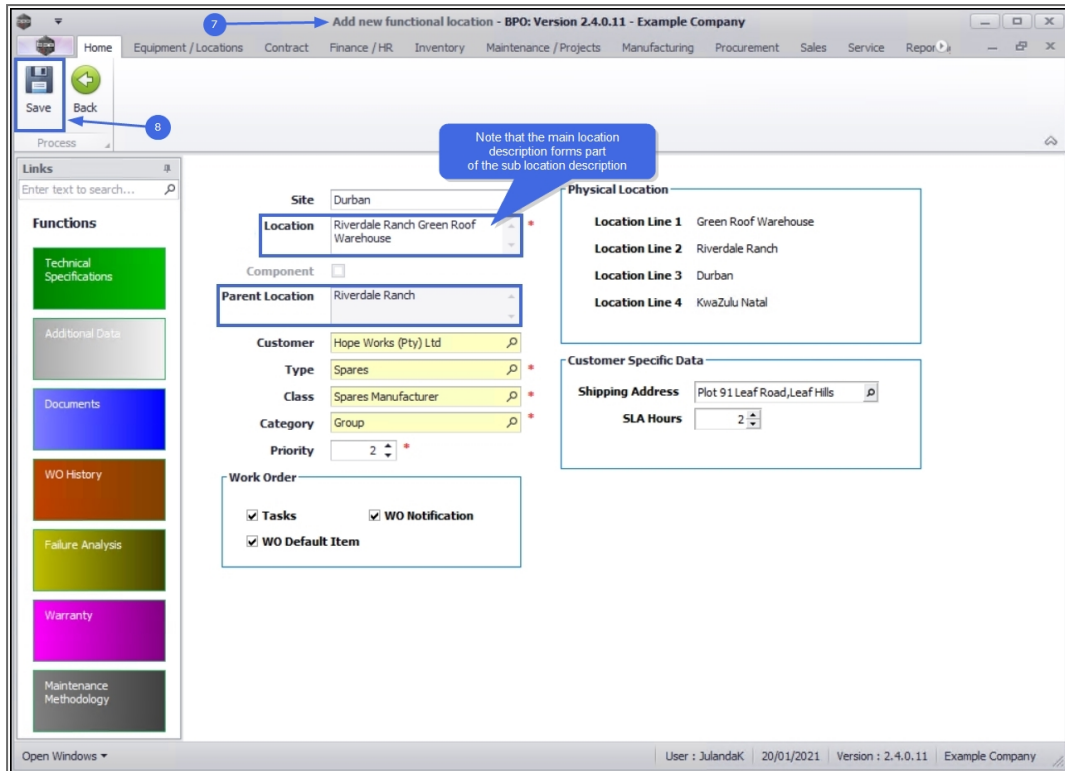 7
Add new functional location - BPO: Version 2.4.0.11 - Example Company
Home Equipment / Locations Contract Finance / HR Inventory Maintenance / Projects Manufacturing Procurement Sales Service
Save Back
8
Process
Note that the main location
description forms part
of the sub location description
Links
Enter text to search...
Functions
Technical
Specifications
Additional Data
Documents
WO History
Failure Analysis
Warranty
Maintenance
Methodology
Site Durban
Location Riverdale Ranch Green Roof
Warehouse
*
Component
Parent Location Riverdale Ranch
Customer Hope Works (Pty) Ltd
Type Spares *
Class Spares Manufacturer *
Category Group *
Priority 2 *
Work Order
Tasks WO Notification
WO Default Item
Physical Location
Location Line 1 Green Roof Warehouse
Location Line 2 Riverdale Ranch
Location Line 3 Durban
Location Line 4 KwaZulu Natal
Customer Specific Data
Shipping Address Plot 91 Leaf Road,Leaf Hills
SLA Hours 2
Open Windows
User : JulandaK 20/01/2021 Version : 2.4.0.11 Example Company